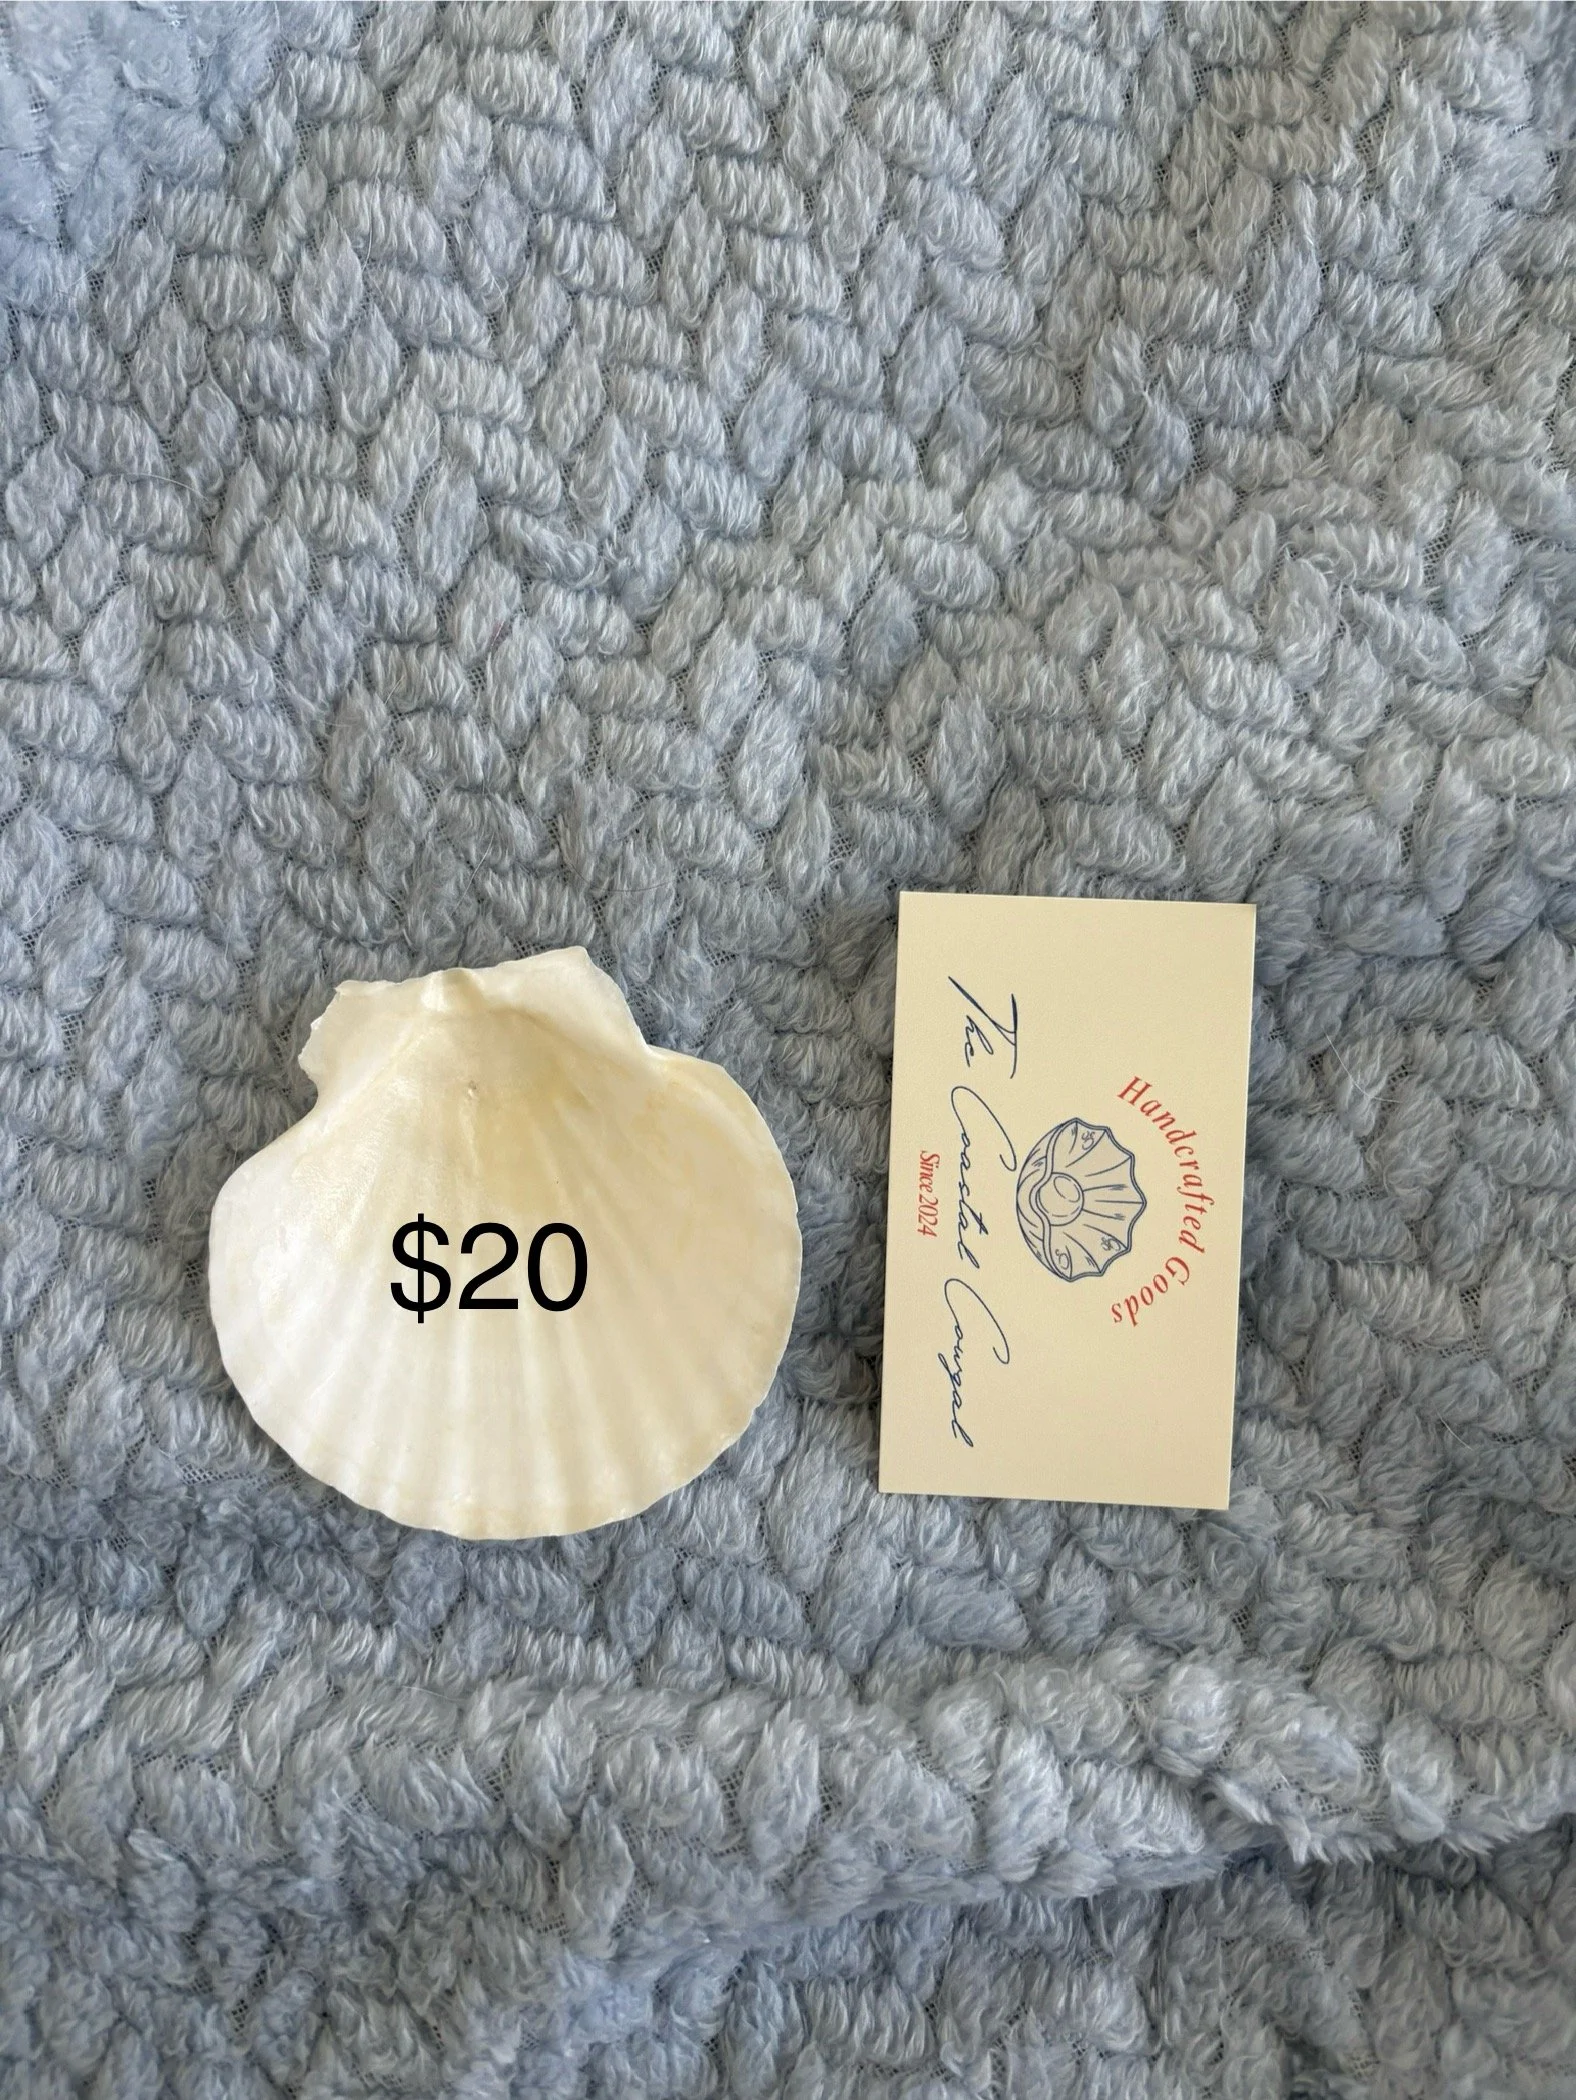 $20
Handcrafted Goods
The Coastal Cowgal
Since 2024